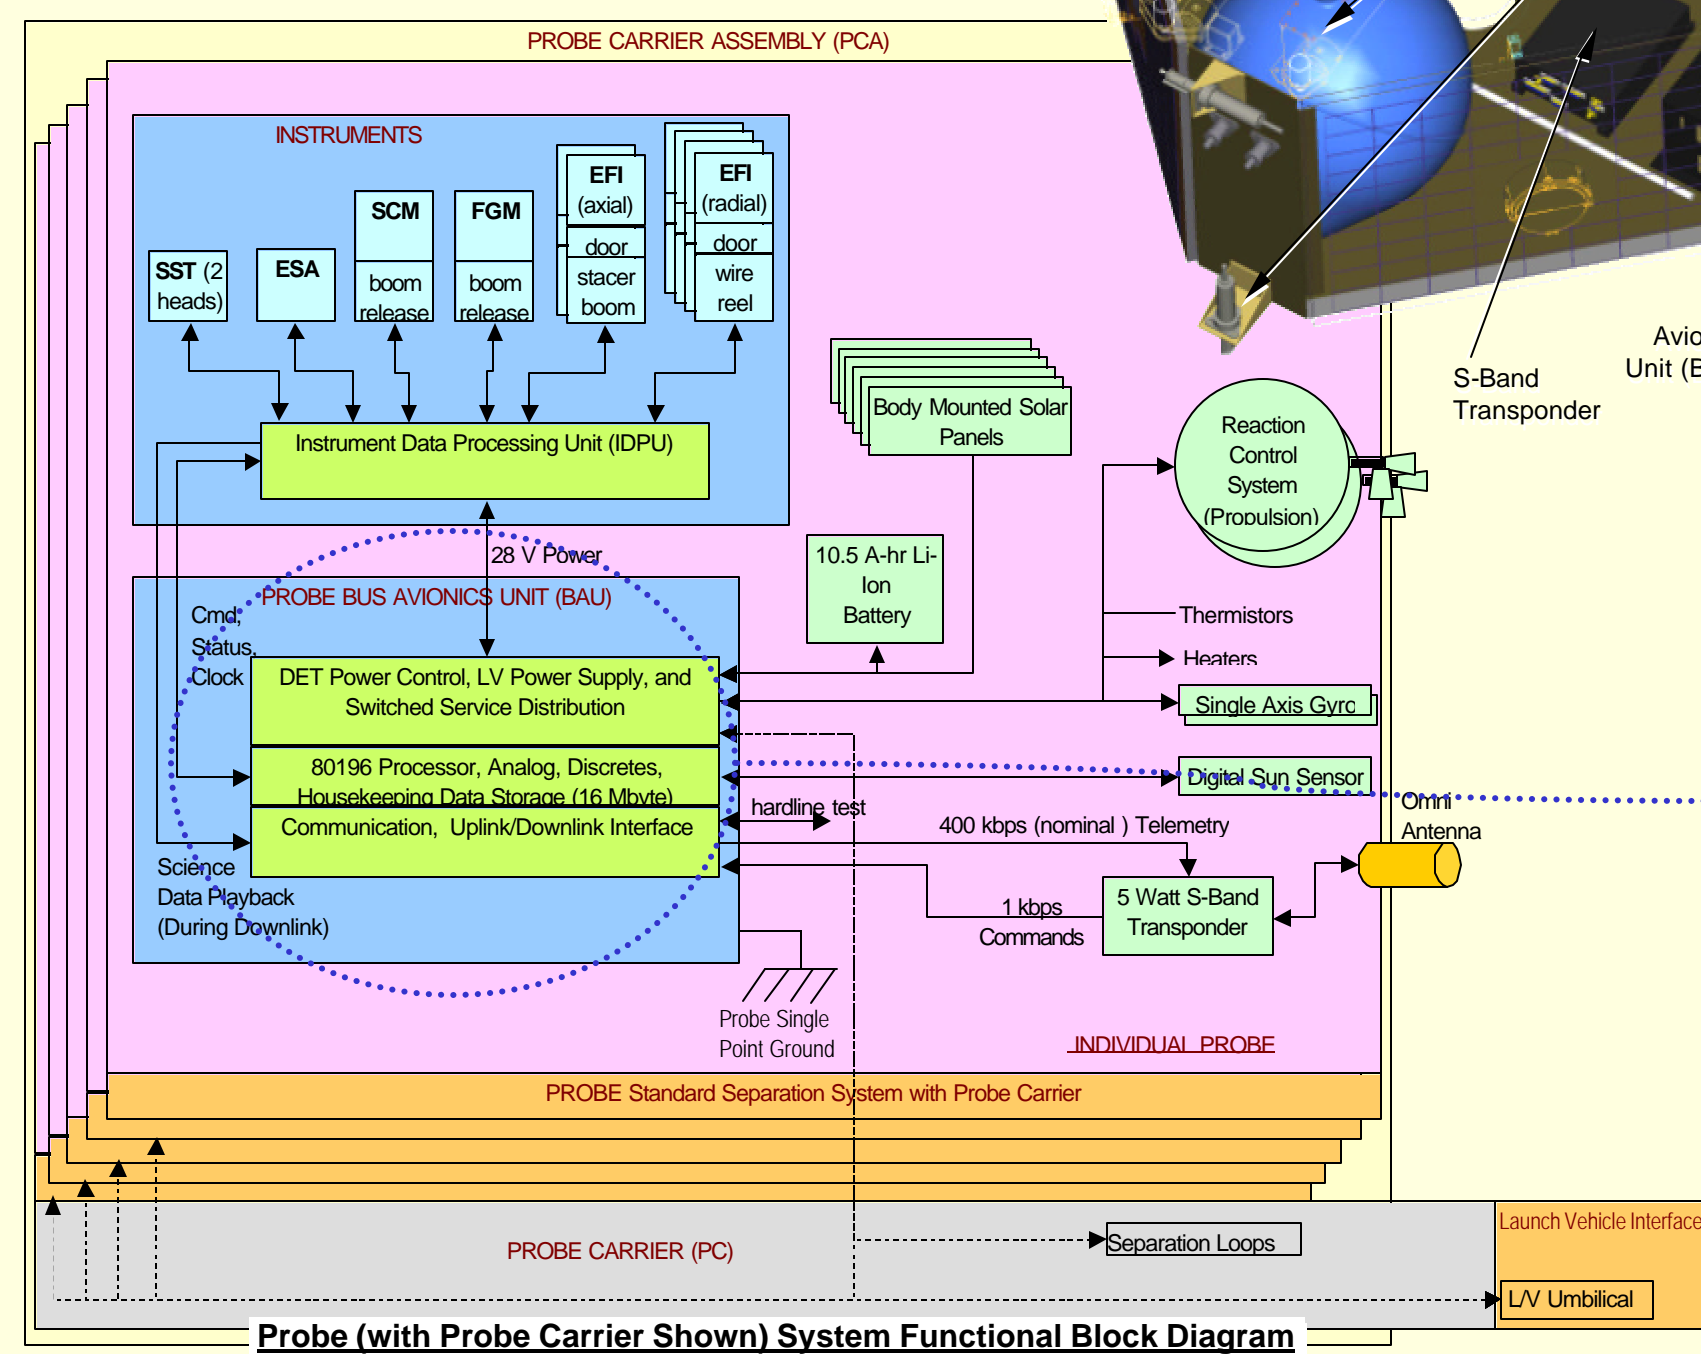 PROBE CARRIER ASSEMBLY (PCA)
INSTRUMENTS
SST (2
heads)
ESA
SCM
boom
release
FGM
boom
release
EFI
(axial)
door
stacer
boom
EFI
(radial)
door
wire
reel
Instrument Data Processing Unit (IDPU)
28 V Power
PROBE BUS AVIONICS UNIT (BAU)
Cmd,
Status,
Clock
DET Power Control, LV Power Supply, and
Switched Service Distribution
80196 Processor, Analog, Discretes,
Housekeeping Data Storage (16 Mbyte)
Communication, Uplink/Downlink Interface
Science
Data Playback
(During Downlink)
Body Mounted Solar
Panels
10.5 A-hr Li-
Ion
Battery
Reaction
Control
System
(Propulsion)
Thermistors
Heaters
Single Axis Gyro
Digital Sun Sensor
hardline test
400 kbps (nominal ) Telemetry
1 kbps
Commands
5 Watt S-Band
Transponder
Omni
Antenna
S-Band
Transponder
Avio
Unit (B
Probe Single
Point Ground
INDIVIDUAL PROBE
PROBE Standard Separation System with Probe Carrier
PROBE CARRIER (PC)
Separation Loops
Launch Vehicle Interface
L/V Umbilical
Probe (with Probe Carrier Shown) System Functional Block Diagram